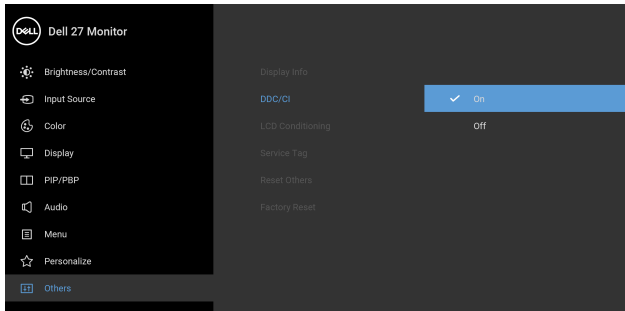 DELL Dell 27 Monitor
Brightness/Contrast
Input Source
Color
Display
PIP/PBP
Audio
Menu
Personalize
Others
Display Info
DDC/CI
LCD Conditioning
Service Tag
Reset Others
Factory Reset
On
Off